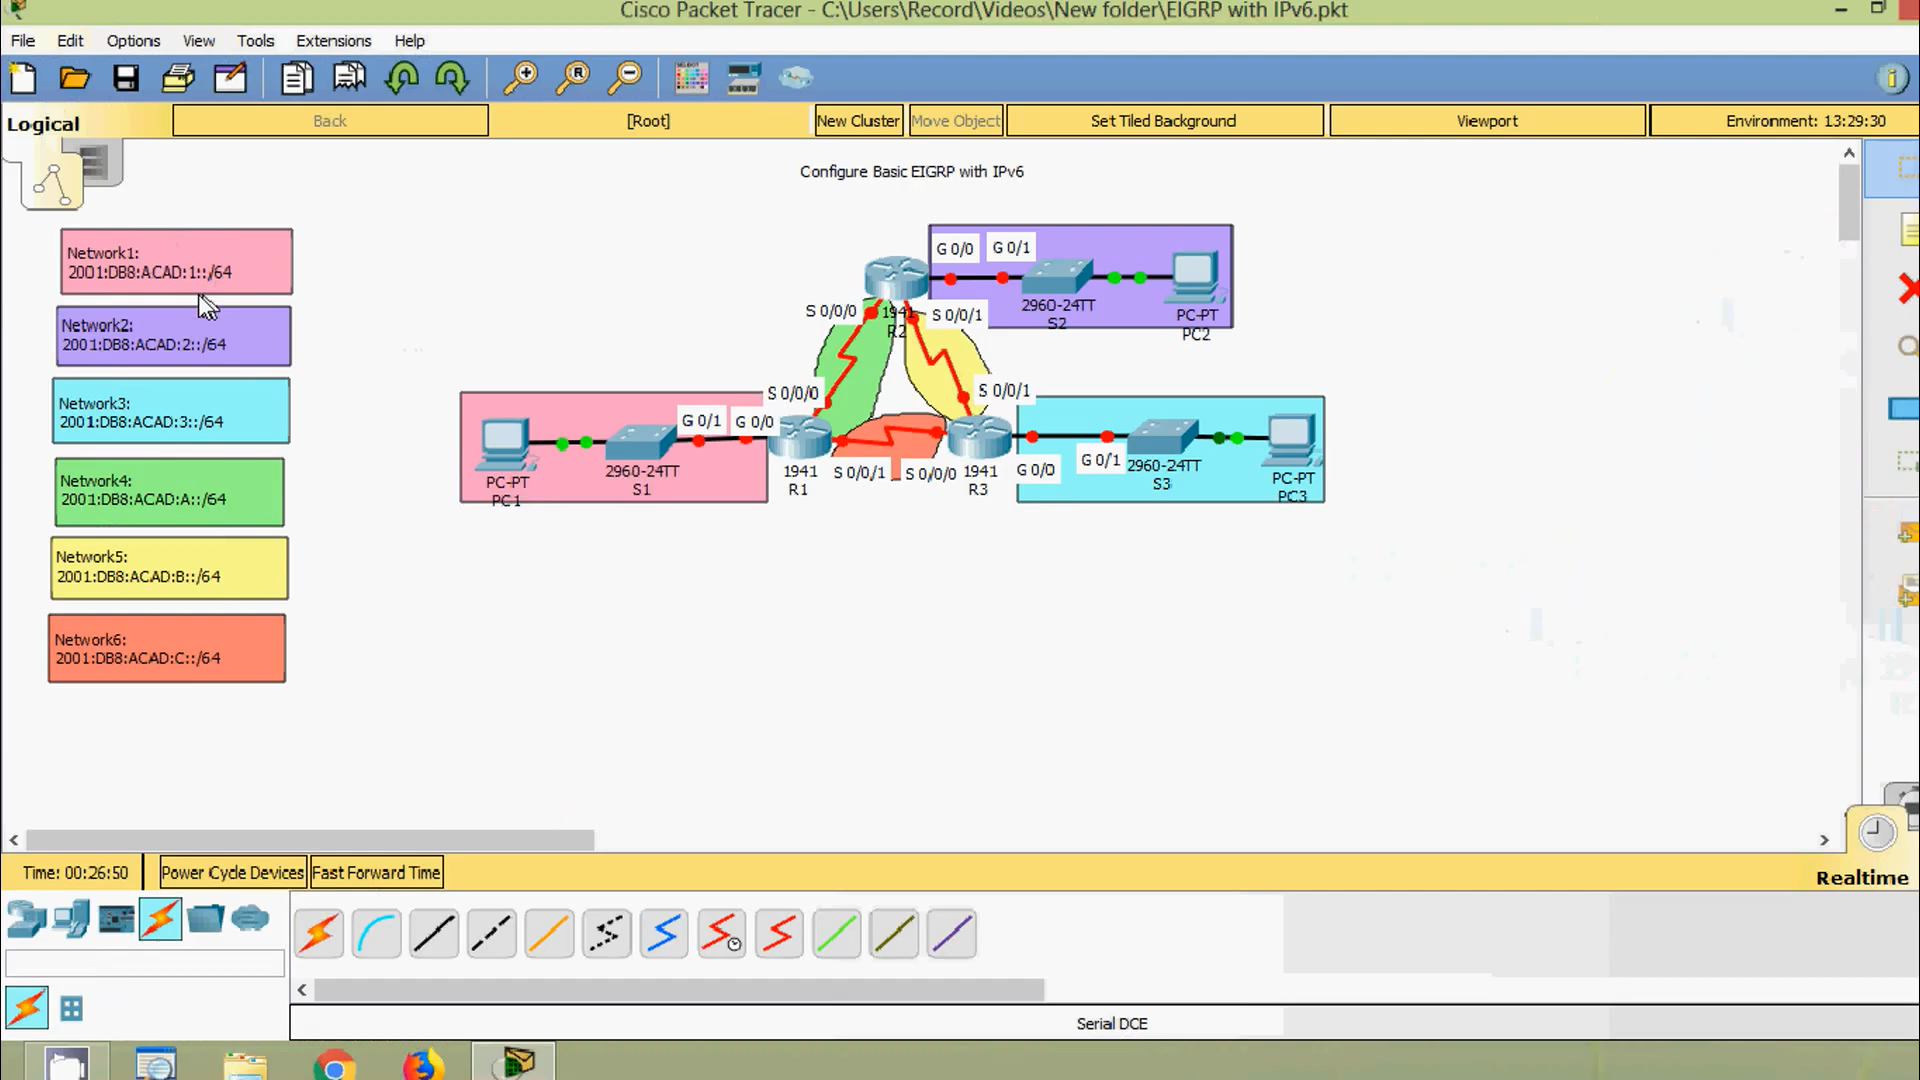 Cisco Packet Tracer - C:\Users\Record\Videos\New folder\EIGRP with IPv6.pkt
File Edit Options View Tools Extensions Help
Logical Back [Root] New Cluster Move Object Set Tiled Background Viewport Environment: 13:29:30
Configure Basic EIGRP with IPv6
Network1:
2001:DB8:ACAD:1::/64
Network2:
2001:DB8:ACAD:2::/64
Network3:
2001:DB8:ACAD:3::/64
Network4:
2001:DB8:ACAD:A::/64
Network5:
2001:DB8:ACAD:B::/64
Network6:
2001:DB8:ACAD:C::/64
G 0/0 G 0/1
2960-24TT
S2
PC-PT
PC2
S 0/0/0
1941
R2
S 0/0/1
S 0/0/0
S 0/0/1
G 0/1 G 0/0
PC-PT
PC1
2960-24TT
S1
1941
R1
S 0/0/1 S 0/0/0
1941
R3
G 0/0
G 0/1
2960-24TT
S3
PC-PT
PC3
Time: 00:26:50 Power Cycle Devices Fast Forward Time
Realtime
Serial DCE